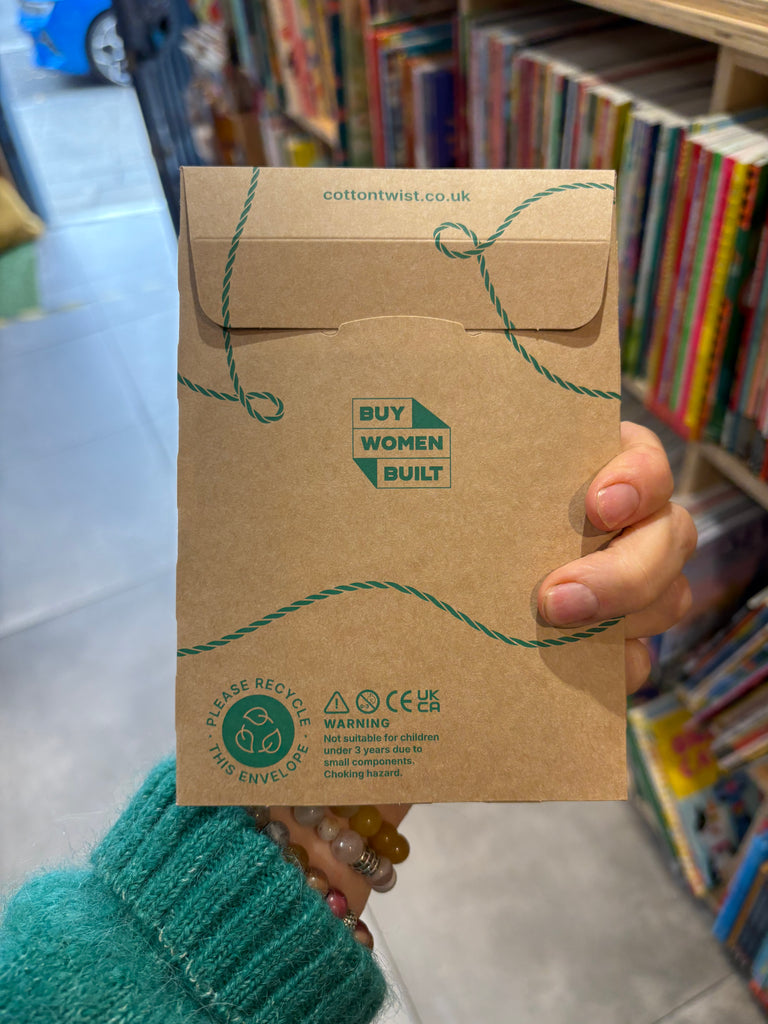 cottontwist.co.uk
BUY
WOMEN
BUILT
PLEASE RECYCLE
THIS ENVELOPE
CE UK
CA
WARNING
Not suitable for children
under 3 years due to
small components.
Choking hazard.